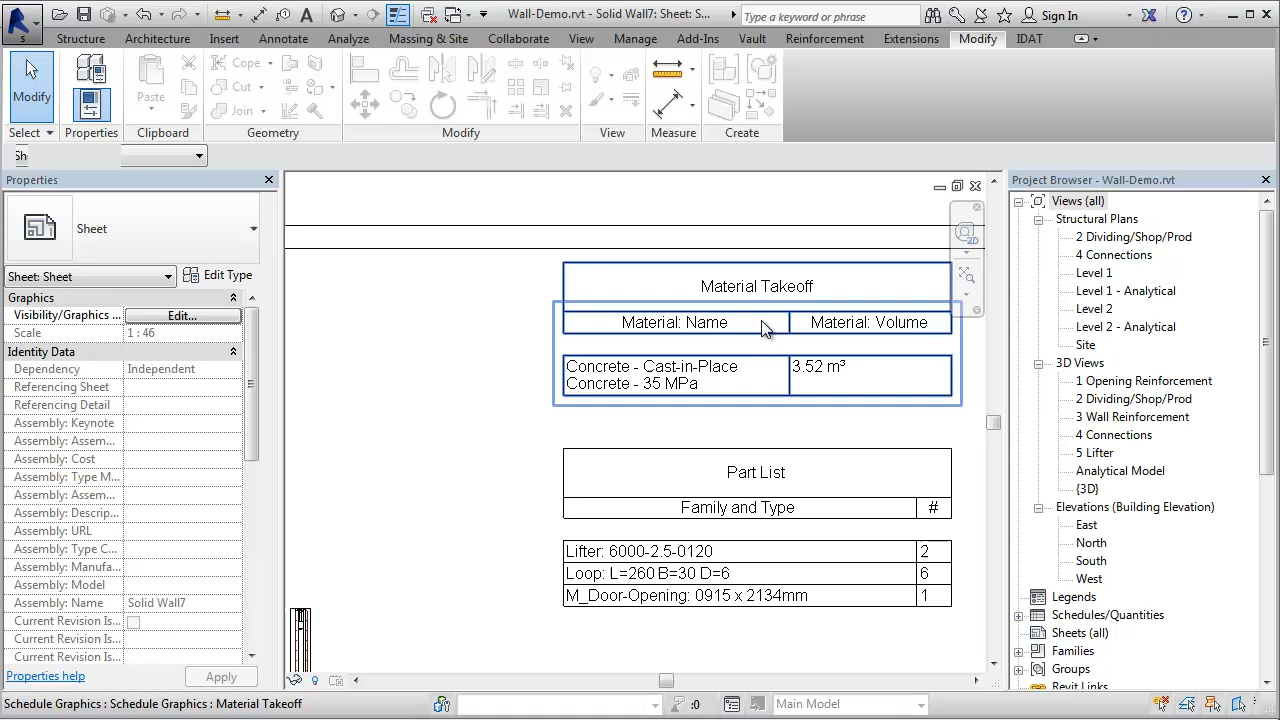 Wall-Demo.rvt - Solid Wall7: Sheet: S...
Type a keyword or phrase
Sign In
S
Structure
Architecture
Insert
Annotate
Analyze
Massing & Site
Collaborate
View
Manage
Add-Ins
Vault
Reinforcement
Extensions
Modify
IDAT
Modify
Paste
Cope
Cut
Join
Select
Properties
Clipboard
Geometry
Modify
View
Measure
Create
Sh
Properties
Sheet
Sheet: Sheet
Edit Type
Graphics
Visibility/Graphics ...
Edit...
Scale
1 : 46
Identity Data
Dependency
Independent
Referencing Sheet
Referencing Detail
Assembly: Keynote
Assembly: Assem...
Assembly: Cost
Assembly: Type M...
Assembly: Assem...
Assembly: Descrip...
Assembly: URL
Assembly: Type C...
Assembly: Manufa...
Assembly: Model
Assembly: Name
Solid Wall7
Current Revision Is...
Current Revision Is...
Current Revision Is...
Properties help
Apply
2D
Material Takeoff
Material: Name
Material: Volume
Concrete - Cast-in-Place
Concrete - 35 MPa
3.52 m³
Part List
Family and Type
#
Lifter: 6000-2.5-0120
2
Loop: L=260 B=30 D=6
6
M_Door-Opening: 0915 x 2134mm
1
Project Browser - Wall-Demo.rvt
Views (all)
Structural Plans
2 Dividing/Shop/Prod
4 Connections
Level 1
Level 1 - Analytical
Level 2
Level 2 - Analytical
Site
3D Views
1 Opening Reinforcement
2 Dividing/Shop/Prod
3 Wall Reinforcement
4 Connections
5 Lifter
Analytical Model
{3D}
Elevations (Building Elevation)
East
North
South
West
Legends
Schedules/Quantities
Sheets (all)
Families
Groups
Revit Links
Schedule Graphics : Schedule Graphics : Material Takeoff
:0
Main Model